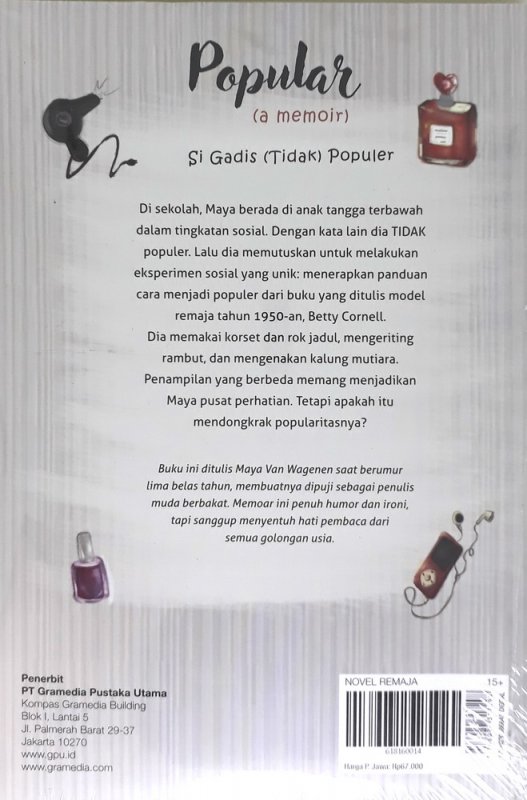 Popular
(a memoir)
Si Gadis (Tidak) Populer
Di sekolah, Maya berada di anak tangga terbawah
dalam tingkatan sosial. Dengan kata lain dia TIDAK
populer. Lalu dia memutuskan untuk melakukan
eksperimen sosial yang unik: menerapkan panduan
cara menjadi populer dari buku yang ditulis model
remaja tahun 1950-an, Betty Cornell.
Dia memakai korset dan rok jadul, mengeriting
rambut, dan mengenakan kalung mutiara.
Penampilan yang berbeda memang menjadikan
Maya pusat perhatian. Tetapi apakah itu
mendongkrak popularitasnya?
Buku ini ditulis Maya Van Wagenen saat berumur
lima belas tahun, membuatnya dipuji sebagai penulis
muda berbakat. Memoar ini penuh humor dan ironi,
tapi sanggup menyentuh hati pembaca dari
semua golongan usia.
Penerbit
PT Gramedia Pustaka Utama
Kompas Gramedia Building
Blok I, Lantai 5
Jl. Palmerah Barat 29-37
Jakarta 10270
www.gpu.id
www.gramedia.com
NOVEL REMAJA
15+
618160014
Harga P. Jawa: Rp67.000